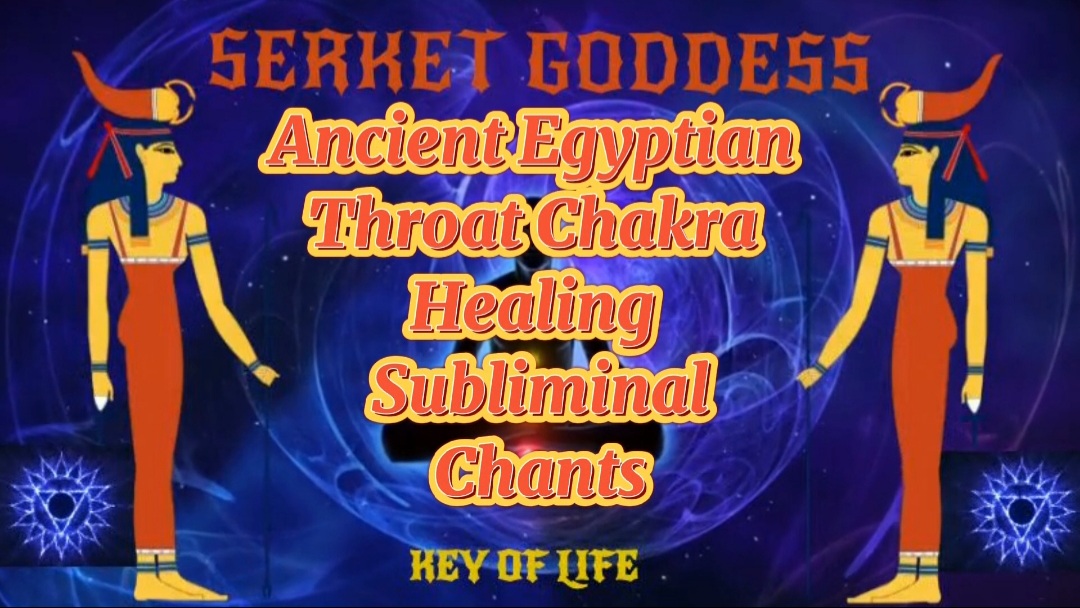 SERKET GODDESS
Ancient Egyptian
Throat Chakra
Healing
Subliminal
Chants
KEY OF LIFE